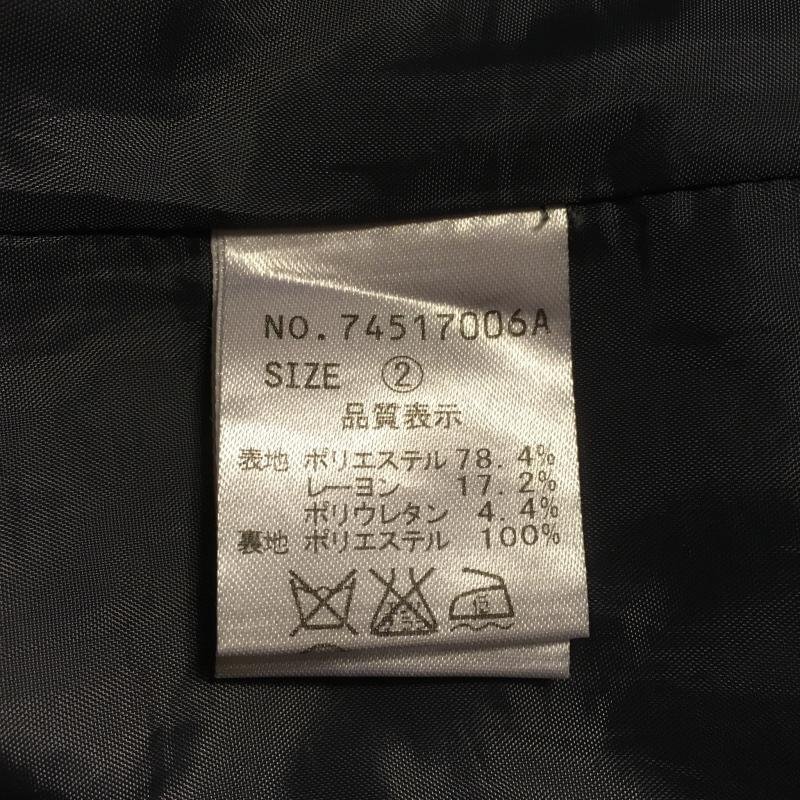 NO.74517006A
SIZE ②
品質表示
表地 ポリエステル 78.4%
レーヨン 17.2%
ポリウレタン 4.4%
裏地 ポリエステル 100%